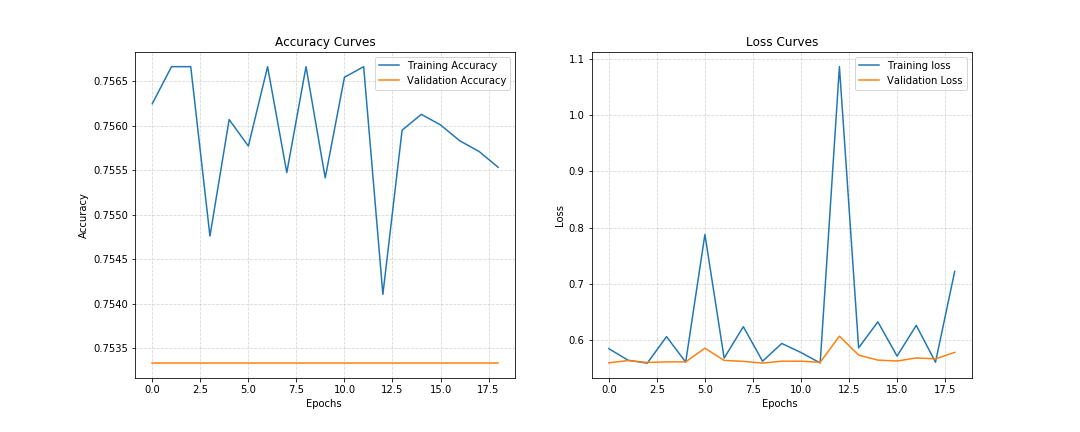 Accuracy Curves
Training Accuracy
Validation Accuracy
0.7565
0.7560
0.7555
0.7550
0.7545
0.7540
0.7535
Accuracy
0.0 2.5 5.0 7.5 10.0 12.5 15.0 17.5
Epochs
Loss Curves
Training loss
Validation Loss
1.1
1.0
0.9
0.8
0.7
0.6
Loss
0.0 2.5 5.0 7.5 10.0 12.5 15.0 17.5
Epochs